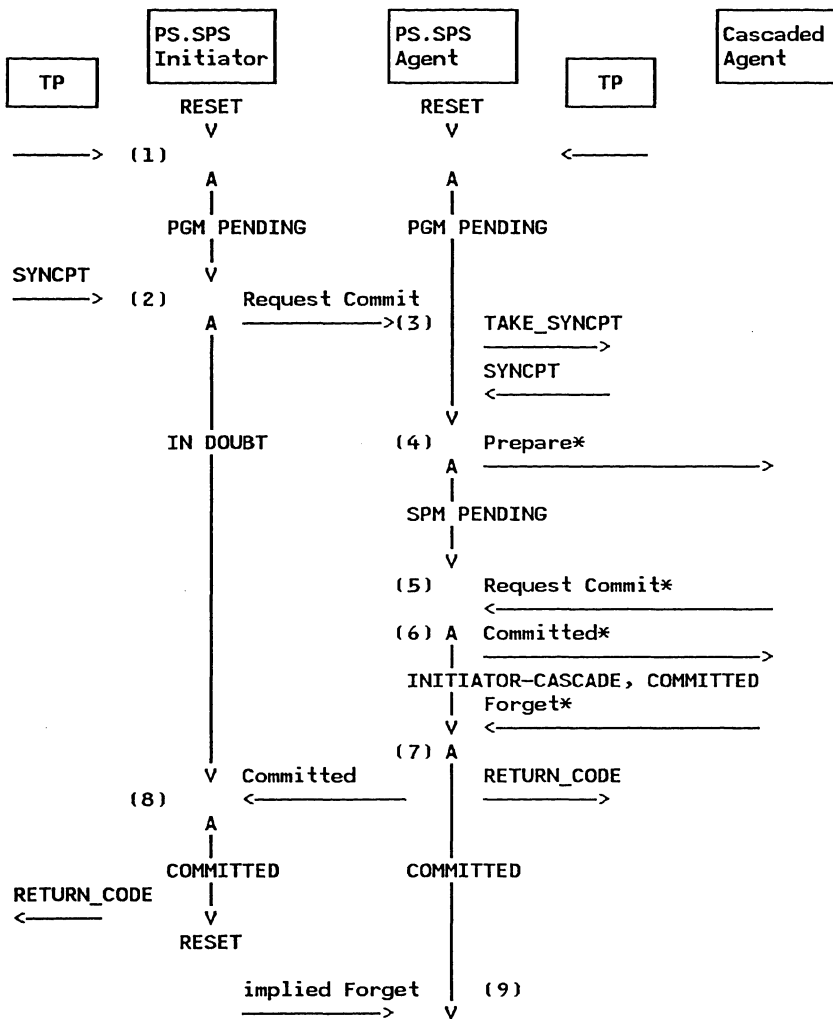 PS.SPS PS.SPS Cascaded
Initiator Agent Agent
TP TP
RESET RESET
V V
(1)
A A
PGM PENDING PGM PENDING
V
SYNCPT
(2) Request Commit
A (3) TAKE_SYNCPT
SYNCPT
V
IN DOUBT (4) Prepare*
A
SPM PENDING
V
(5) Request Commit*
(6) A Committed*
INITIATOR-CASCADE, COMMITTED
Forget*
V
(7) A
V Committed RETURN_CODE
(8)
A
COMMITTED COMMITTED
RETURN_CODE
V
RESET
implied Forget (9)
V